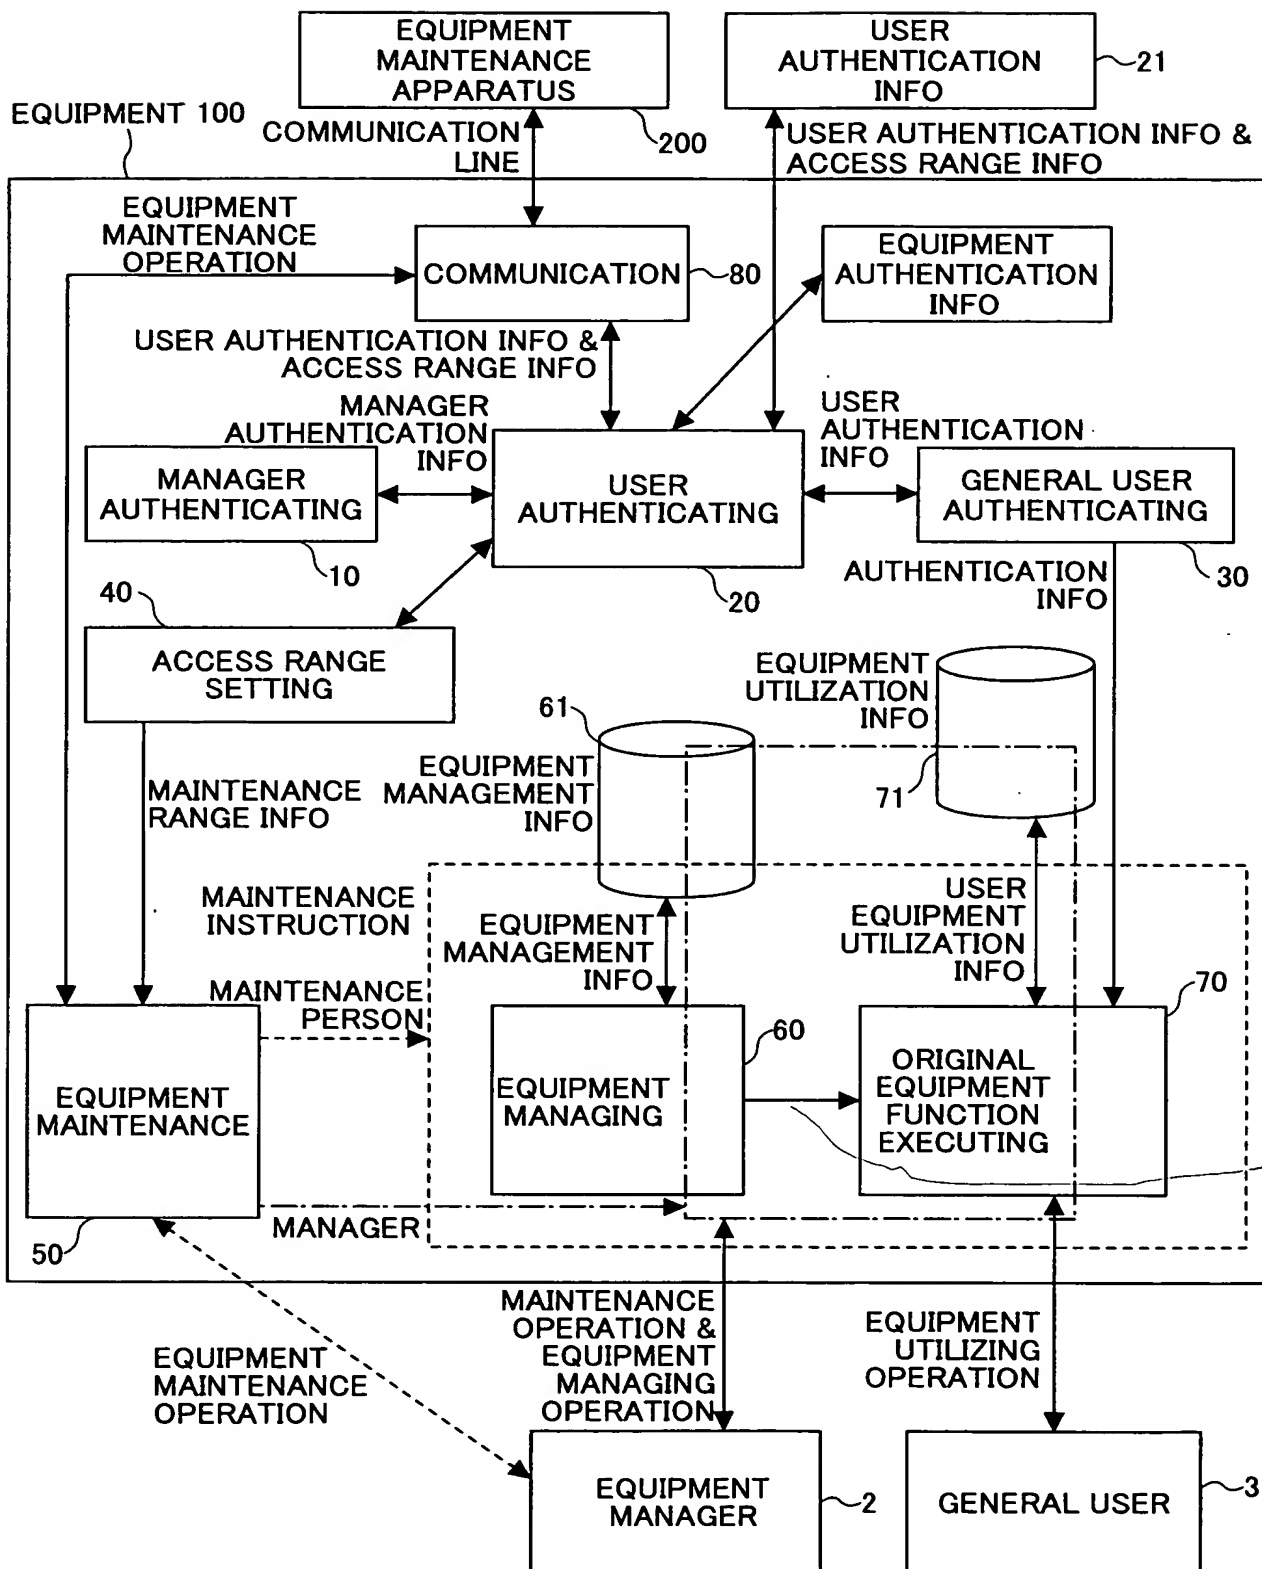 EQUIPMENT
MAINTENANCE
APPARATUS
USER
AUTHENTICATION
INFO
21
EQUIPMENT 100
COMMUNICATION
LINE
200
USER AUTHENTICATION INFO &
ACCESS RANGE INFO
EQUIPMENT
MAINTENANCE
OPERATION
COMMUNICATION
80
EQUIPMENT
AUTHENTICATION
INFO
USER AUTHENTICATION INFO &
ACCESS RANGE INFO
MANAGER
AUTHENTICATION
INFO
USER
AUTHENTICATION
INFO
MANAGER
AUTHENTICATING
10
USER
AUTHENTICATING
20
GENERAL USER
AUTHENTICATING
30
AUTHENTICATION
INFO
40
ACCESS RANGE
SETTING
EQUIPMENT
UTILIZATION
INFO
71
61
EQUIPMENT
MANAGEMENT
INFO
MAINTENANCE
RANGE INFO
MAINTENANCE
INSTRUCTION
EQUIPMENT
MANAGEMENT
INFO
USER
EQUIPMENT
UTILIZATION
INFO
MAINTENANCE
PERSON
60
70
EQUIPMENT
MAINTENANCE
50
EQUIPMENT
MANAGING
ORIGINAL
EQUIPMENT
FUNCTION
EXECUTING
MANAGER
EQUIPMENT
MAINTENANCE
OPERATION
MAINTENANCE
OPERATION &
EQUIPMENT
MANAGING
OPERATION
EQUIPMENT
UTILIZING
OPERATION
EQUIPMENT
MANAGER
2
GENERAL USER
3